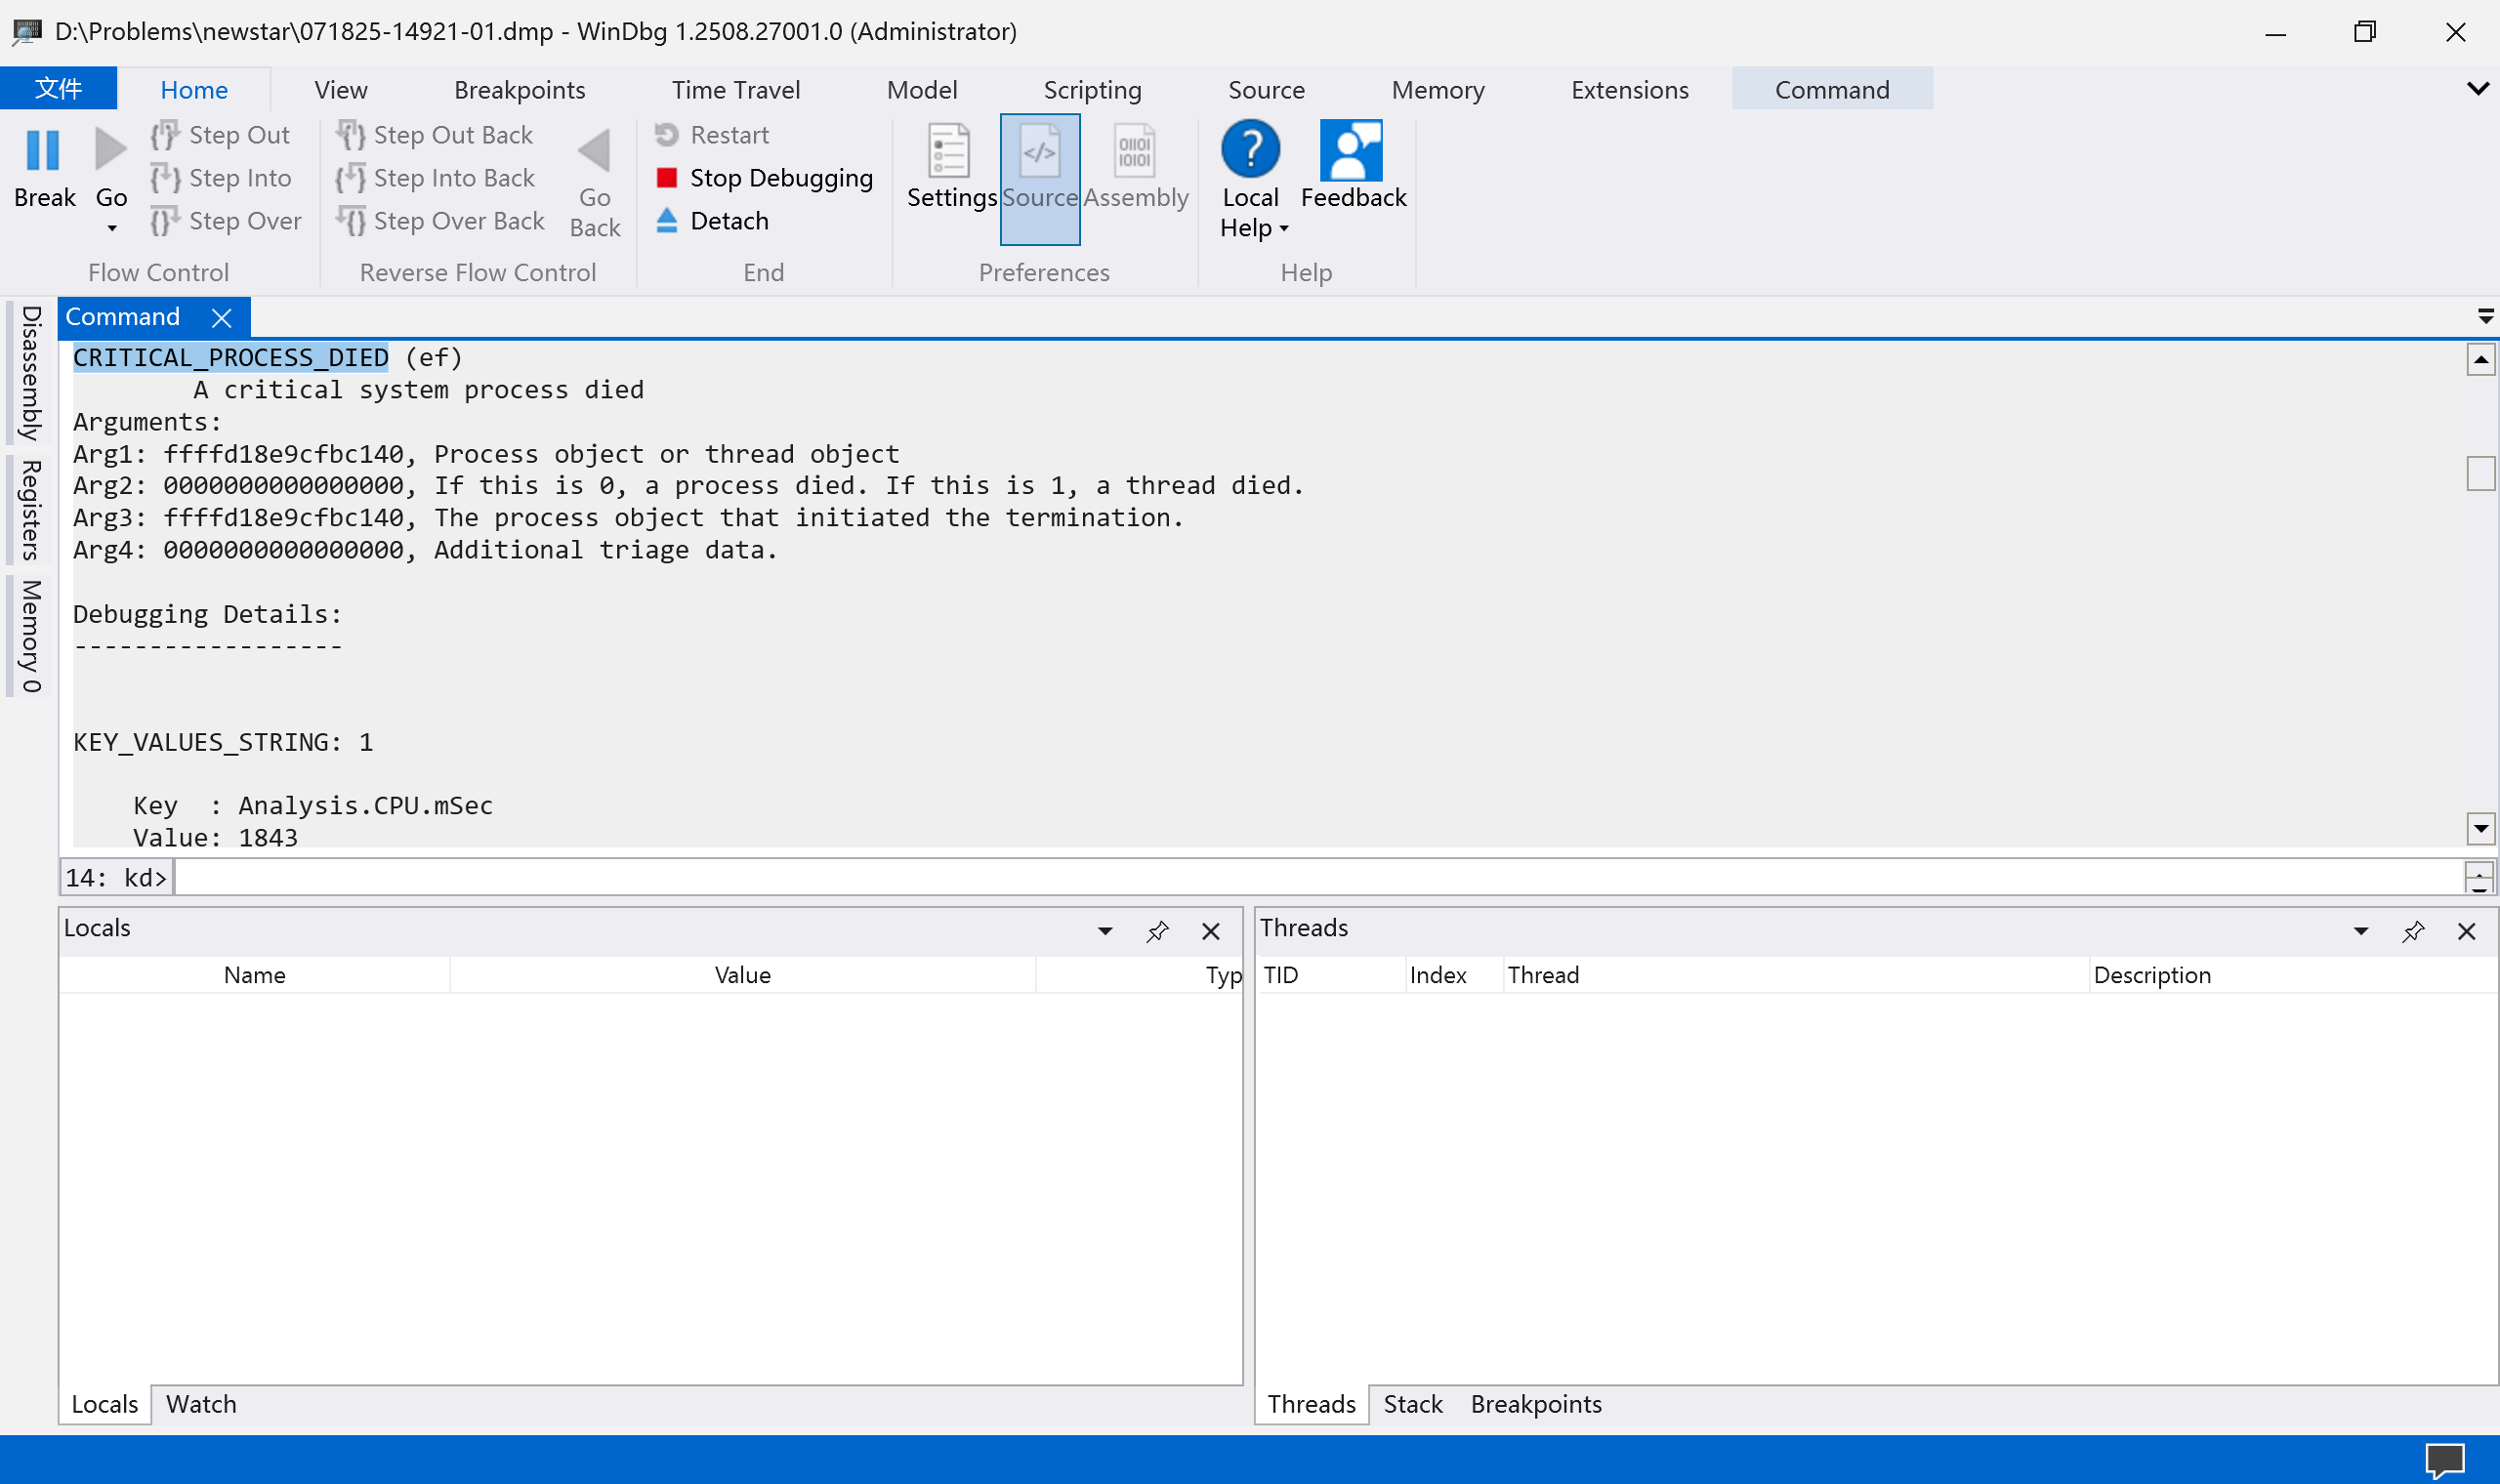 D:\Problems\newstar\071825-14921-01.dmp - WinDbg 1.2508.27001.0 (Administrator)
文件 Home View Breakpoints Time Travel Model Scripting Source Memory Extensions Command
Break
Go
Step Out
Step Into
Step Over
Flow Control
Step Out Back
Step Into Back
Step Over Back
Go
Back
Reverse Flow Control
Restart
Stop Debugging
Detach
End
Settings
Source
Assembly
Preferences
Local
Help
Feedback
Help
Disassembly
Registers
Memory 0
Command
CRITICAL_PROCESS_DIED (ef)
A critical system process died
Arguments:
Arg1: ffffd18e9cfbc140, Process object or thread object
Arg2: 0000000000000000, If this is 0, a process died. If this is 1, a thread died.
Arg3: ffffd18e9cfbc140, The process object that initiated the termination.
Arg4: 0000000000000000, Additional triage data.
Debugging Details:
------------------
KEY_VALUES_STRING: 1
Key  : Analysis.CPU.mSec
Value: 1843
14: kd>
Locals
Name Value Typ
Locals Watch
Threads
TID Index Thread Description
Threads Stack Breakpoints